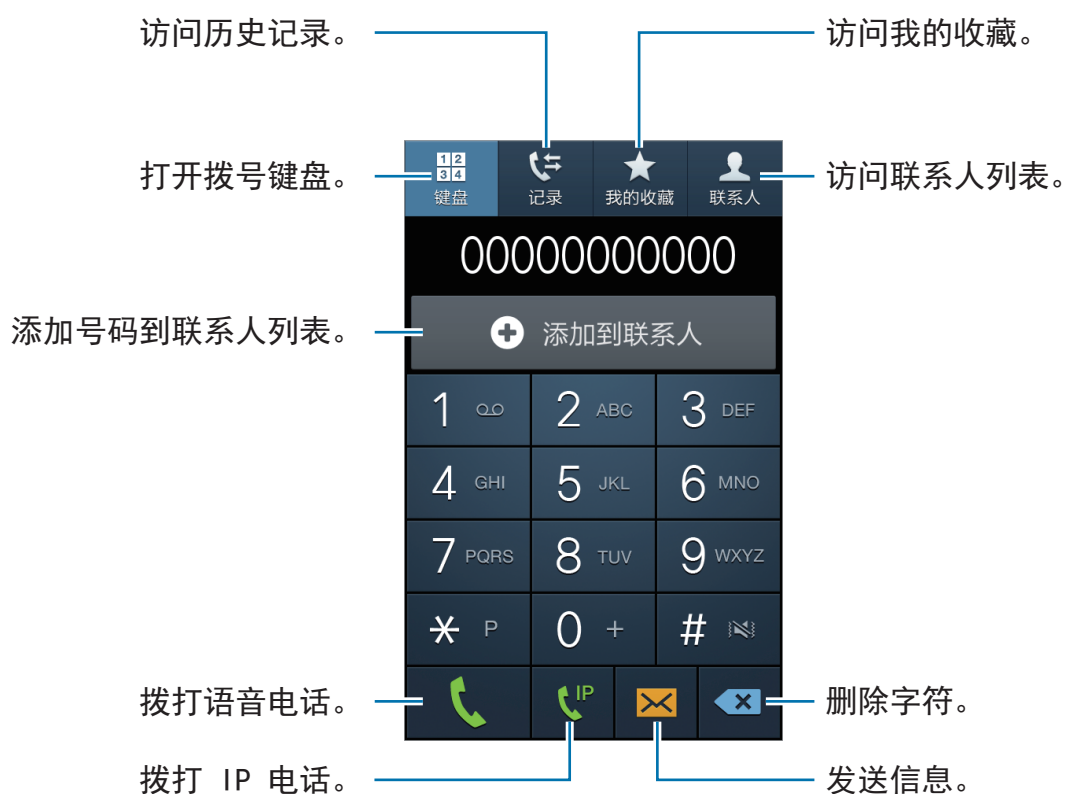 访问历史记录。
访问我的收藏。
打开拨号键盘。
1 2
3 4
键盘
记录
我的收藏
联系人
访问联系人列表。
00000000000
添加号码到联系人列表。
添加到联系人
1
2 ABC
3 DEF
4 GHI
5 JKL
6 MNO
7 PQRS
8 TUV
9 WXYZ
* P
0 +
#
拨打语音电话。
IP
删除字符。
拨打 IP 电话。
发送信息。